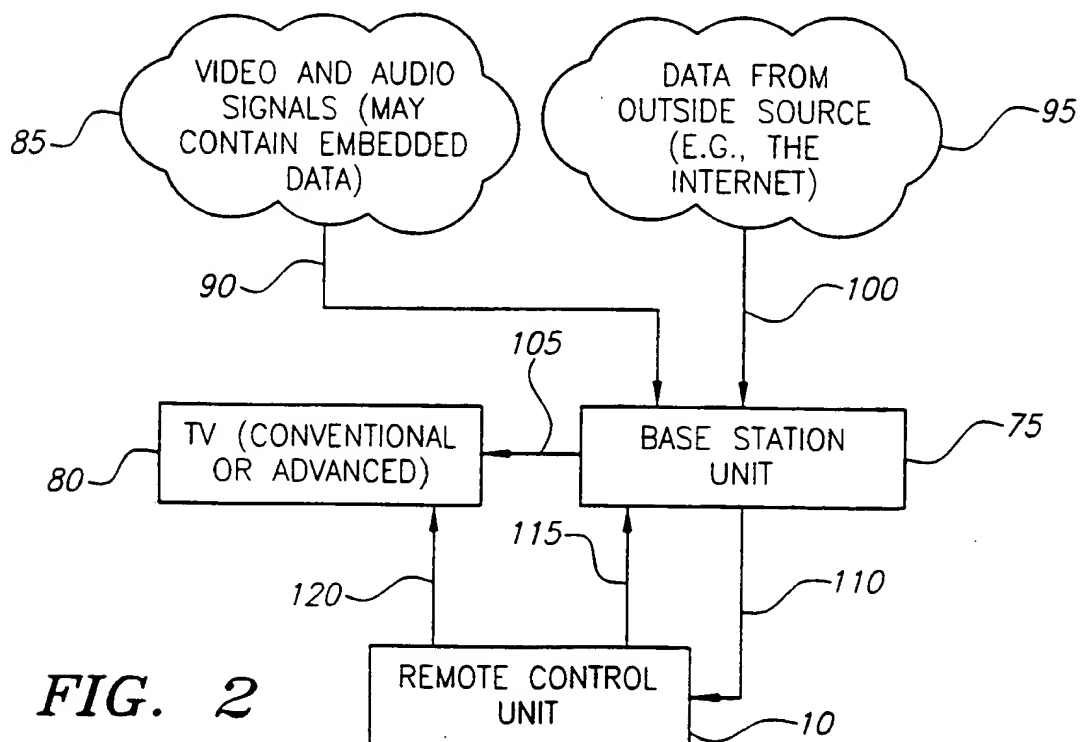 VIDEO AND AUDIO
SIGNALS (MAY
CONTAIN EMBEDDED
DATA)
85
DATA FROM
OUTSIDE SOURCE
(E.G., THE
INTERNET)
95
90
100
105
TV (CONVENTIONAL
OR ADVANCED)
80
BASE STATION
UNIT
75
120
115
110
REMOTE CONTROL
UNIT
10
FIG. 2